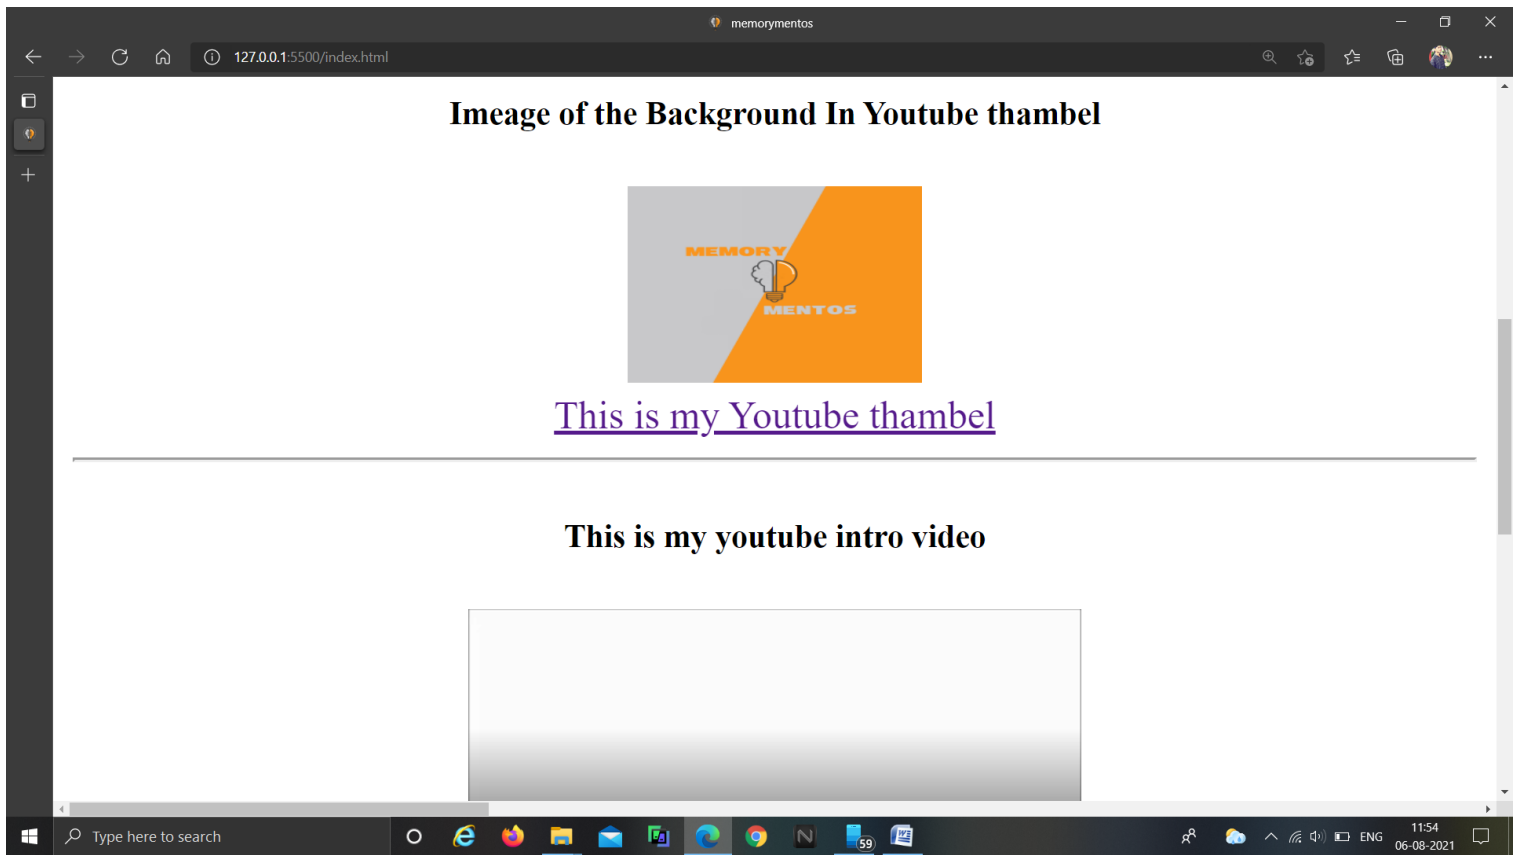 memorymentos
127.0.0.1:5500/index.html
Imeage of the Background In Youtube thambel
MEMORY
MENTOS
This is my Youtube thambel
This is my youtube intro video
Type here to search
N
59
WE
ENG
11:54
06-08-2021